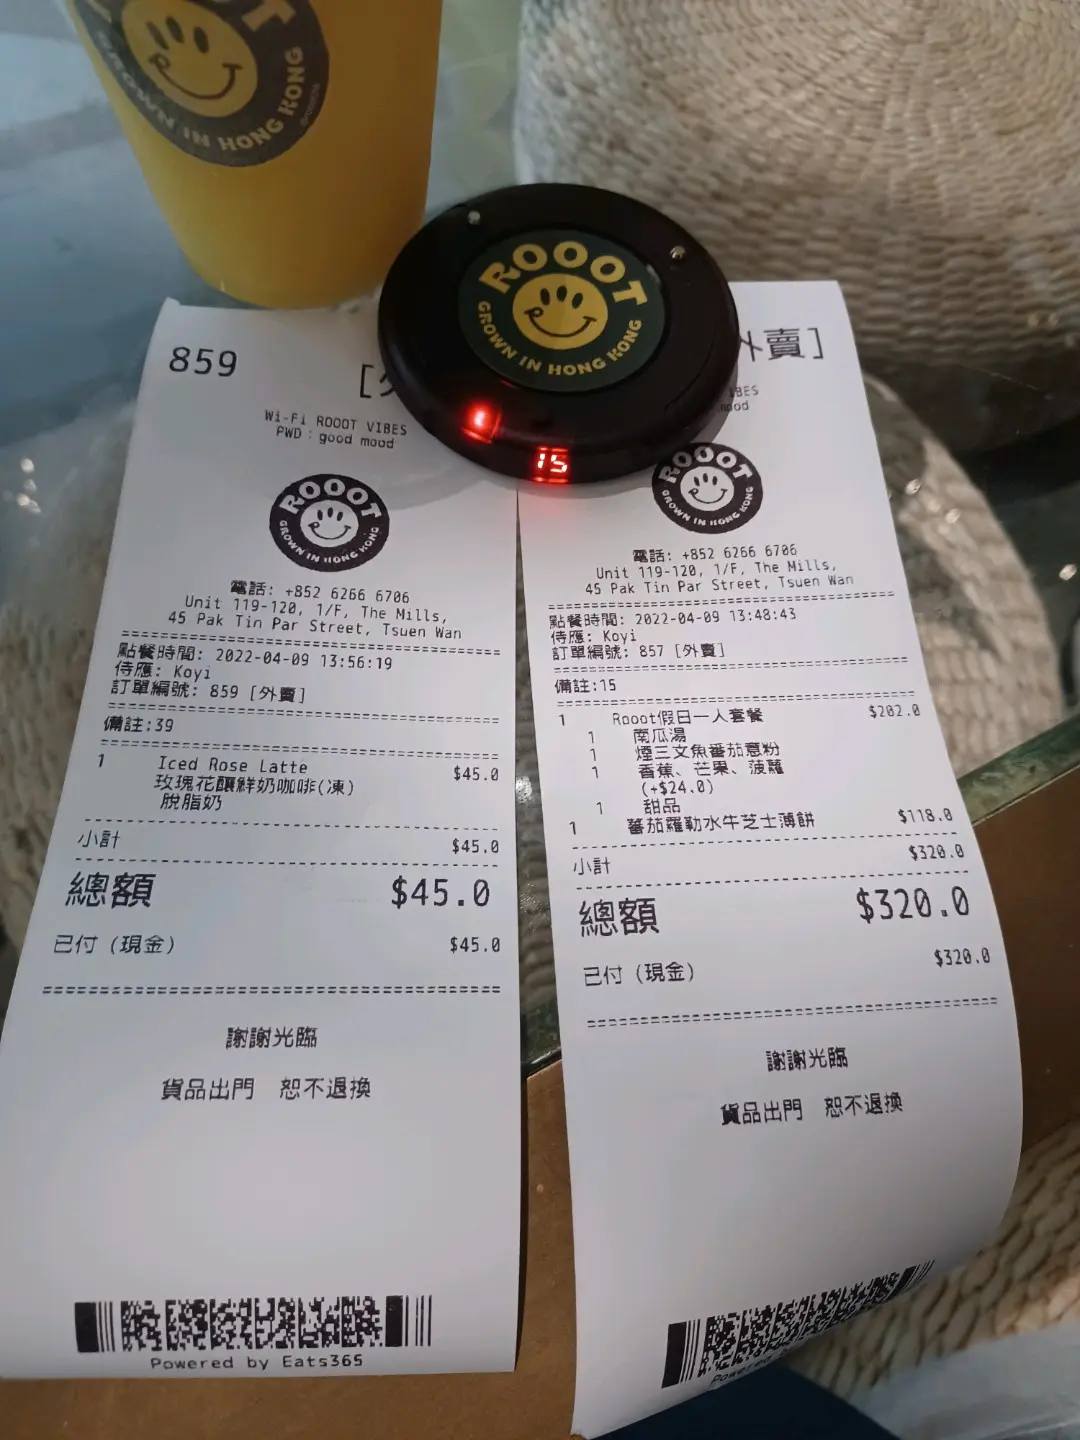 ROOOT
GROWN IN HONG KONG
ROOOT
GROWN IN HONG KONG
15
859
Wi-Fi ROOOT VIBES
PWD : good mood
ROOOT
GROWN IN HONG KONG
電話: +852 6266 6706
Unit 119-120, 1/F, The Mills,
45 Pak Tin Par Street, Tsuen Wan
點餐時間: 2022-04-09 13:56:19
侍應: Koyi
訂單編號: 859 [外賣]
備註:39
1 Iced Rose Latte $45.0
玫瑰花釀鮮奶咖啡(凍)
脫脂奶
小計 $45.0
總額 $45.0
已付 (現金) $45.0
謝謝光臨
貨品出門 恕不退換
Powered by Eats365
外賣]
VIBES
mood
ROOOT
GROWN IN HONG KONG
電話: +852 6266 6706
Unit 119-120, 1/F, The Mills,
45 Pak Tin Par Street, Tsuen Wan
點餐時間: 2022-04-09 13:48:43
侍應: Koyi
訂單編號: 857 [外賣]
備註:15
1 Rooot假日一人套餐 $202.0
1 南瓜湯
1 煙三文魚番茄意粉
1 香蕉、芒果、菠蘿
(+$24.0)
1 甜品
1 蕃茄羅勒水牛芝士薄餅 $118.0
小計 $320.0
總額 $320.0
已付 (現金) $320.0
謝謝光臨
貨品出門 恕不退換
Powered